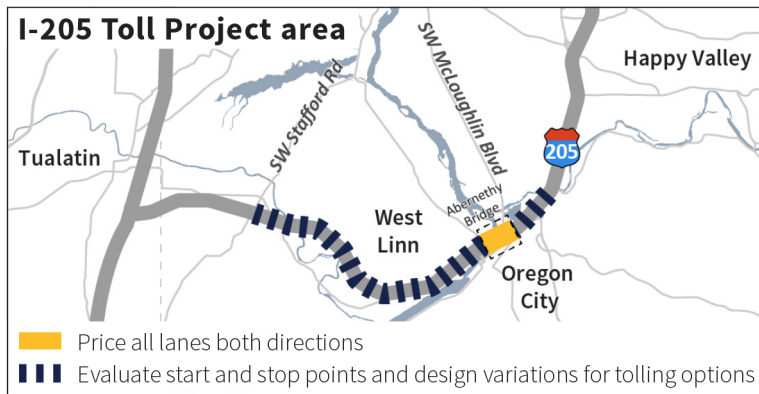 I-205 Toll Project area
Happy Valley
SW McLoughlin Blvd
SW Stafford Rd
Tualatin
205
Abernethy
Bridge
West
Linn
Oregon
City
Price all lanes both directions
Evaluate start and stop points and design variations for tolling options